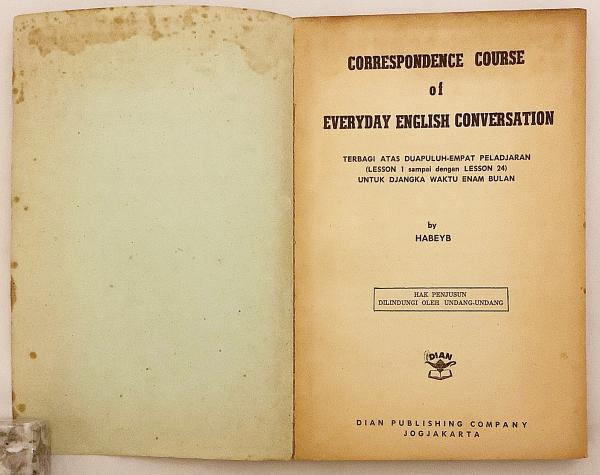 CORRESPONDENCE COURSE
of
EVERYDAY ENGLISH CONVERSATION
TERBAGI ATAS DUAPULUH-EMPAT PELADJARAN
(LESSON 1 sampai dengan LESSON 24)
UNTUK DJANGKA WAKTU ENAM BULAN
by
HABEYB
HAK PENJUSUN
DILINDUNGI OLEH UNDANG-UNDANG
DIAN
DIAN PUBLISHING COMPANY
JOGJAKARTA